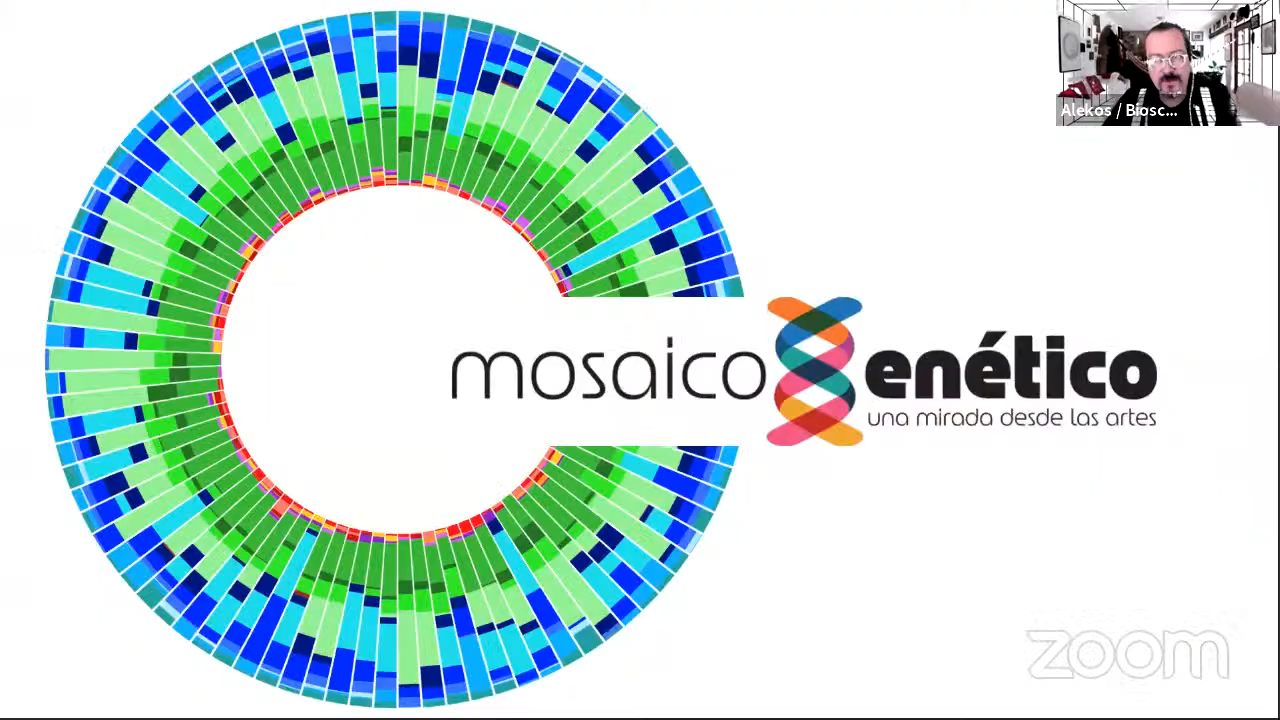 Alekos / Biosc...
mosaico enético
una mirada desde las artes
zoom